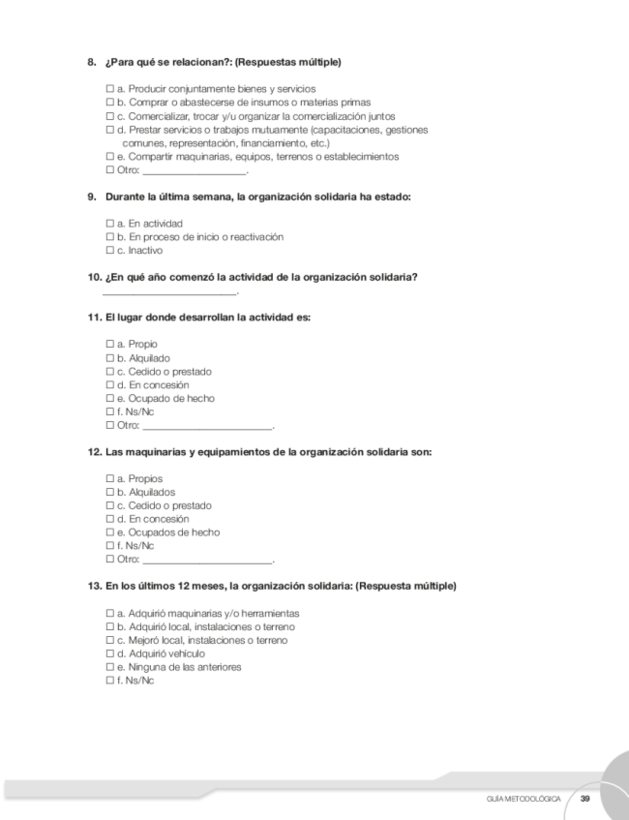 8. ¿Para qué se relacionan?: (Respuestas múltiple)
☐ a. Producir conjuntamente bienes y servicios
☐ b. Comprar o abastecerse de insumos o materias primas
☐ c. Comercializar, trocar y/u organizar la comercialización juntos
☐ d. Prestar servicios o trabajos mutuamente (capacitaciones, gestiones
comunes, representación, financiamiento, etc.)
☐ e. Compartir maquinarias, equipos, terrenos o establecimientos
☐ Otro: ____________________.
9. Durante la última semana, la organización solidaria ha estado:
☐ a. En actividad
☐ b. En proceso de inicio o reactivación
☐ c. Inactivo
10. ¿En qué año comenzó la actividad de la organización solidaria?
__________________________.
11. El lugar donde desarrollan la actividad es:
☐ a. Propio
☐ b. Alquilado
☐ c. Cedido o prestado
☐ d. En concesión
☐ e. Ocupado de hecho
☐ f. Ns/Nc
☐ Otro: _________________________.
12. Las maquinarias y equipamientos de la organización solidaria son:
☐ a. Propios
☐ b. Alquilados
☐ c. Cedido o prestado
☐ d. En concesión
☐ e. Ocupados de hecho
☐ f. Ns/Nc
☐ Otro: _________________________.
13. En los últimos 12 meses, la organización solidaria: (Respuesta múltiple)
☐ a. Adquirió maquinarias y/o herramientas
☐ b. Adquirió local, instalaciones o terreno
☐ c. Mejoró local, instalaciones o terreno
☐ d. Adquirió vehículo
☐ e. Ninguna de las anteriores
☐ f. Ns/Nc
GUÍA METODOLÓGICA 39